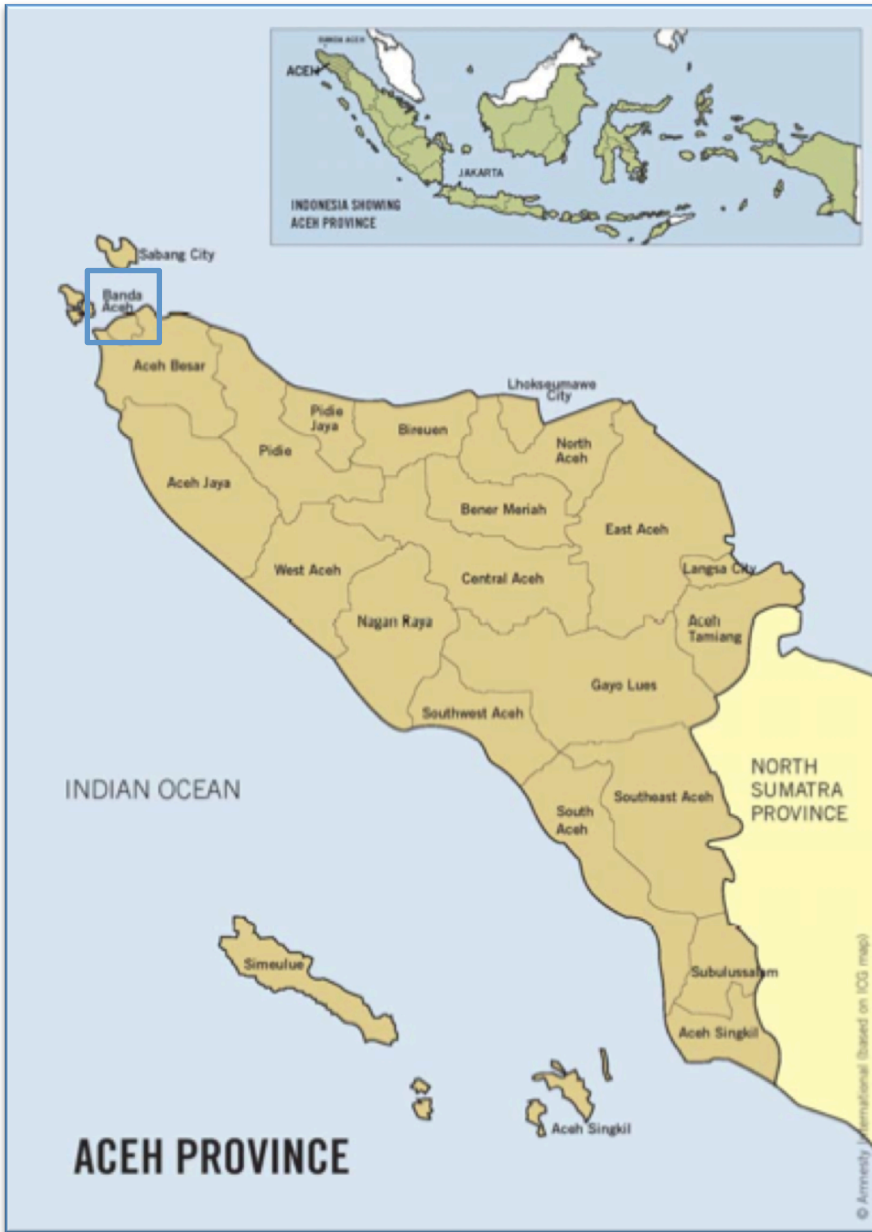 BANDA ACEH
ACEH
JAKARTA
INDONESIA SHOWING
ACEH PROVINCE
Sabang City
Banda
Aceh
Aceh Besar
Lhokseumawe
City
Pidie
Jaya
Bireuen
Pidie
North
Aceh
Aceh Jaya
Bener Meriah
East Aceh
West Aceh
Central Aceh
Langsa City
Nagan Raya
Aceh
Tamiang
Gayo Lues
Southwest Aceh
INDIAN OCEAN
NORTH
SUMATRA
PROVINCE
Southeast Aceh
South
Aceh
Simeulue
Subulussalam
Aceh Singkil
Aceh Singkil
ACEH PROVINCE
© Amnesty International (based on ICG map)